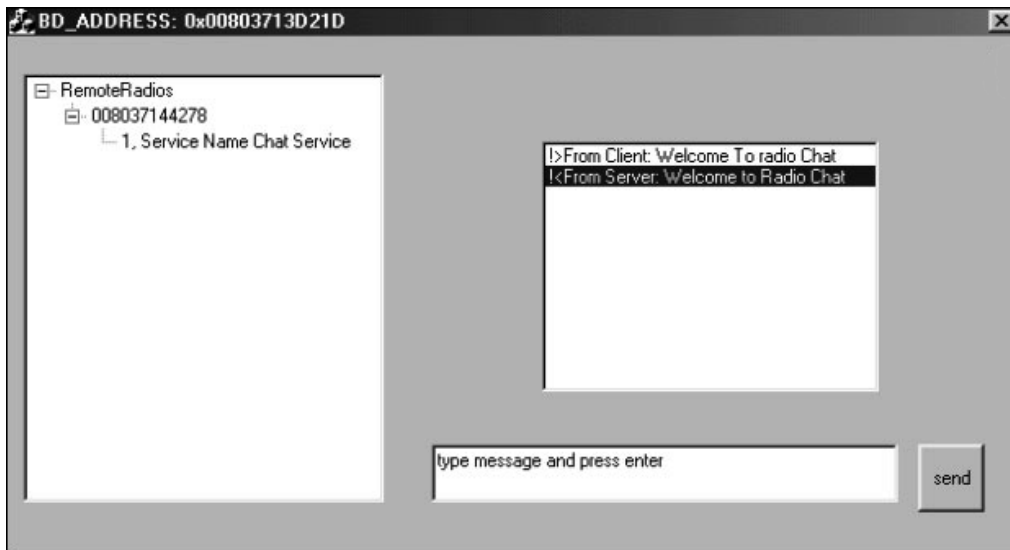 BD_ADDRESS: 0x00803713D21D
RemoteRadios
008037144278
1, Service Name Chat Service
!>From Client: Welcome To radio Chat
!<From Server: Welcome to Radio Chat
type message and press enter
send